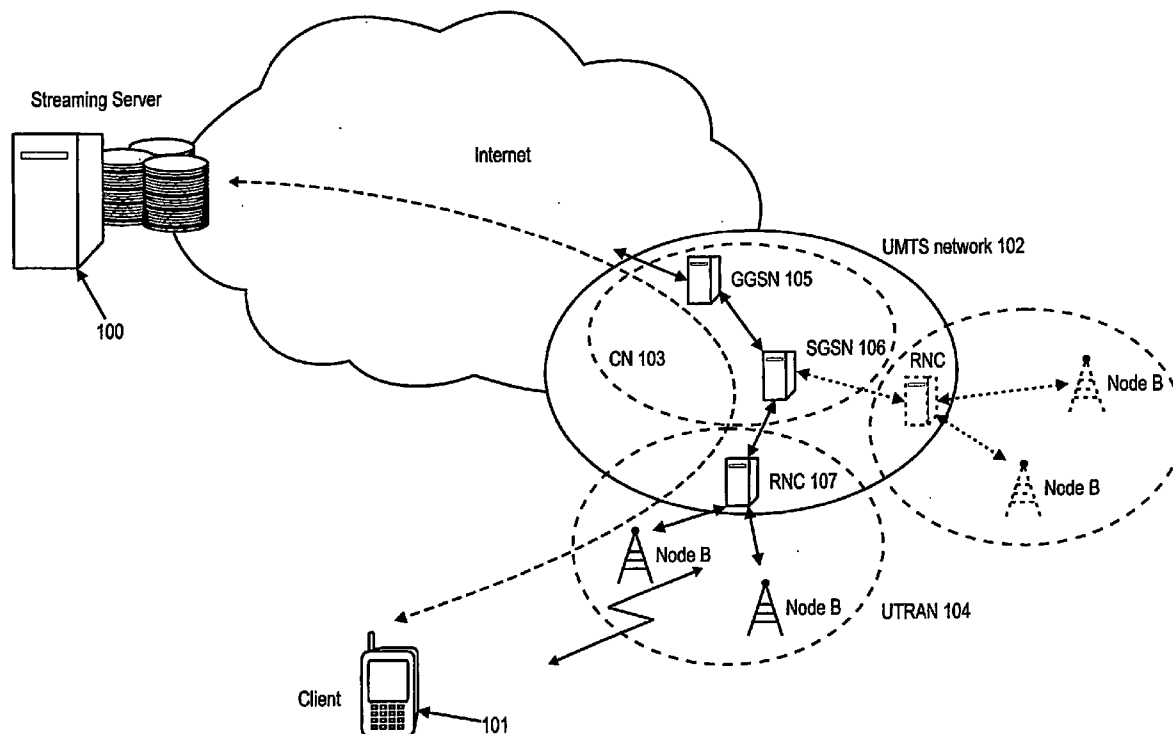 Streaming Server
Internet
UMTS network 102
GGSN 105
100
CN 103
SGSN 106
RNC
Node B
Node B
RNC 107
Node B
Node B
UTRAN 104
Client
101